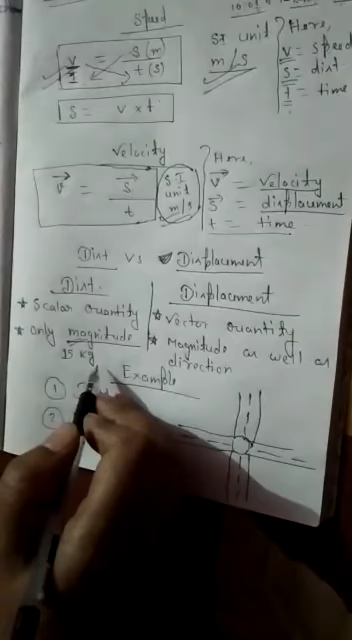 Speed
v/1 = s(m)/t(s)
SI unit
m/s
Here,
v = speed
s = dist
t = time
s = v × t
Velocity
v⃗ = s⃗/t
SI unit m/s
Here,
v⃗ = velocity
s⃗ = displacement
t = time
Dist vs Displacement
Dist.
* Scalar quantity
* only magnitude
15 kg
Displacement
* Vector quantity
* Magnitude as well as
direction
Example
1
2